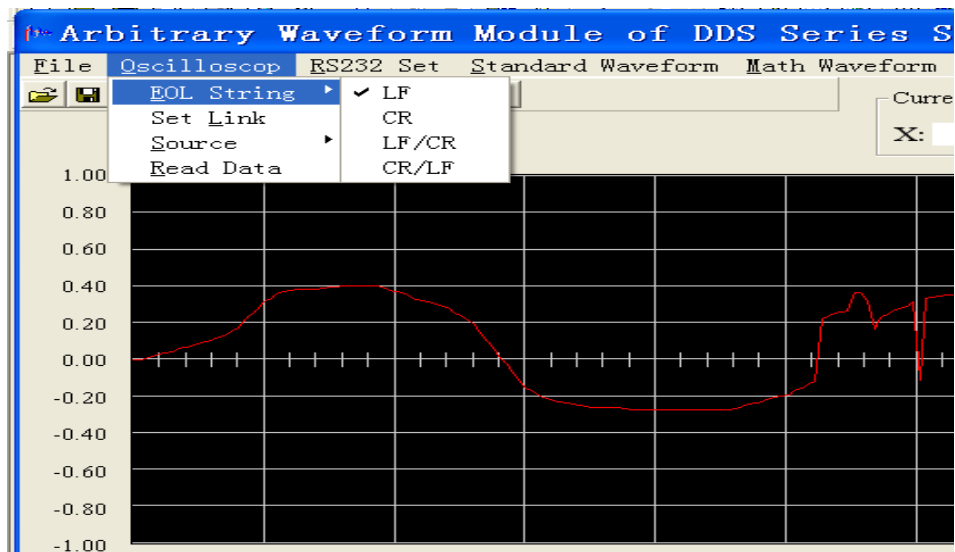 Arbitrary Waveform Module of DDS Series S
File Oscilloscop RS232 Set Standard Waveform Math Waveform
EOL String LF
Set Link CR
Source LF/CR
Read Data CR/LF
Curre
X:
1.00
0.80
0.60
0.40
0.20
0.00
-0.20
-0.40
-0.60
-0.80
-1.00